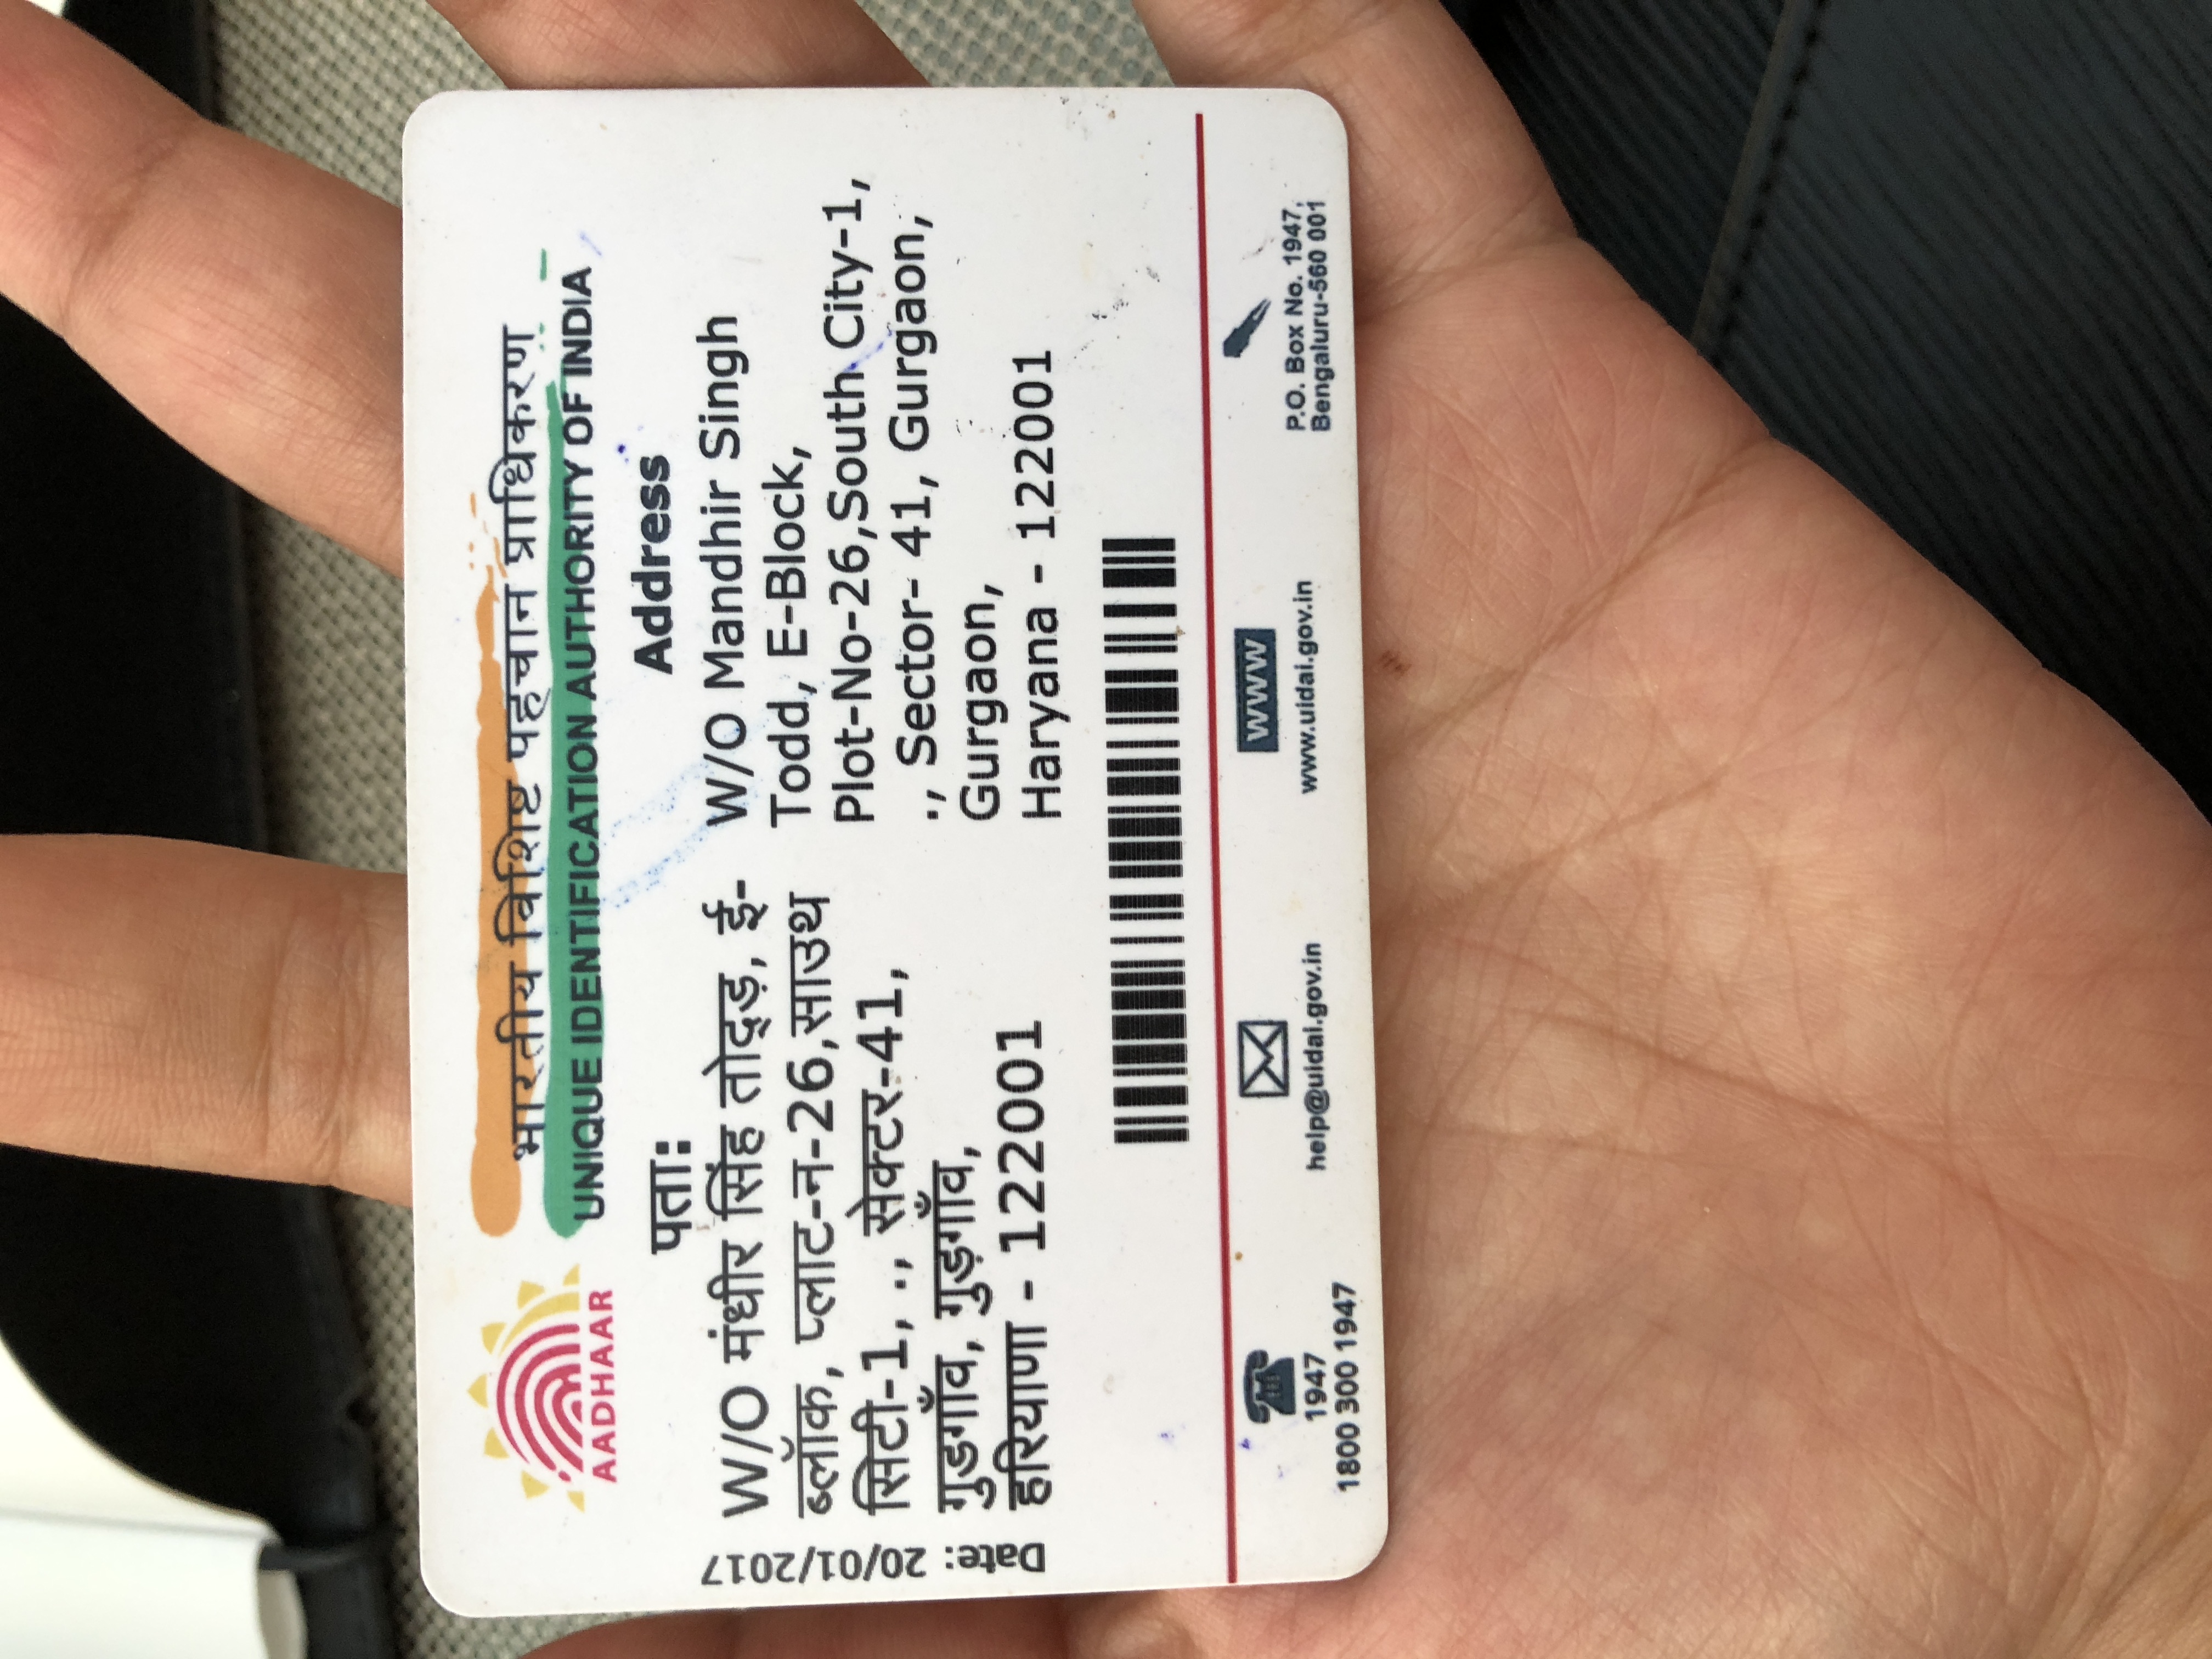 भारतीय विशिष्ट पहचान प्राधिकरण
UNIQUE IDENTIFICATION AUTHORITY OF INDIA
AADHAAR
पता:
W/O मंधीर सिंह तोद्ड़, ई-
ब्लॉक, प्लाट-न-26,साउथ
सिटी-1, ., सेक्टर-41,
गुडगाँव, गुड़गाँव,
हरियाणा - 122001
Address
W/O Mandhir Singh
Todd, E-Block,
Plot-No-26,South City-1,
., Sector- 41, Gurgaon,
Gurgaon,
Haryana - 122001
Date: 20/01/2017
1947
1800 300 1947
help@uidai.gov.in
WWW
www.uidai.gov.in
P.O. Box No. 1947,
Bengaluru-560 001